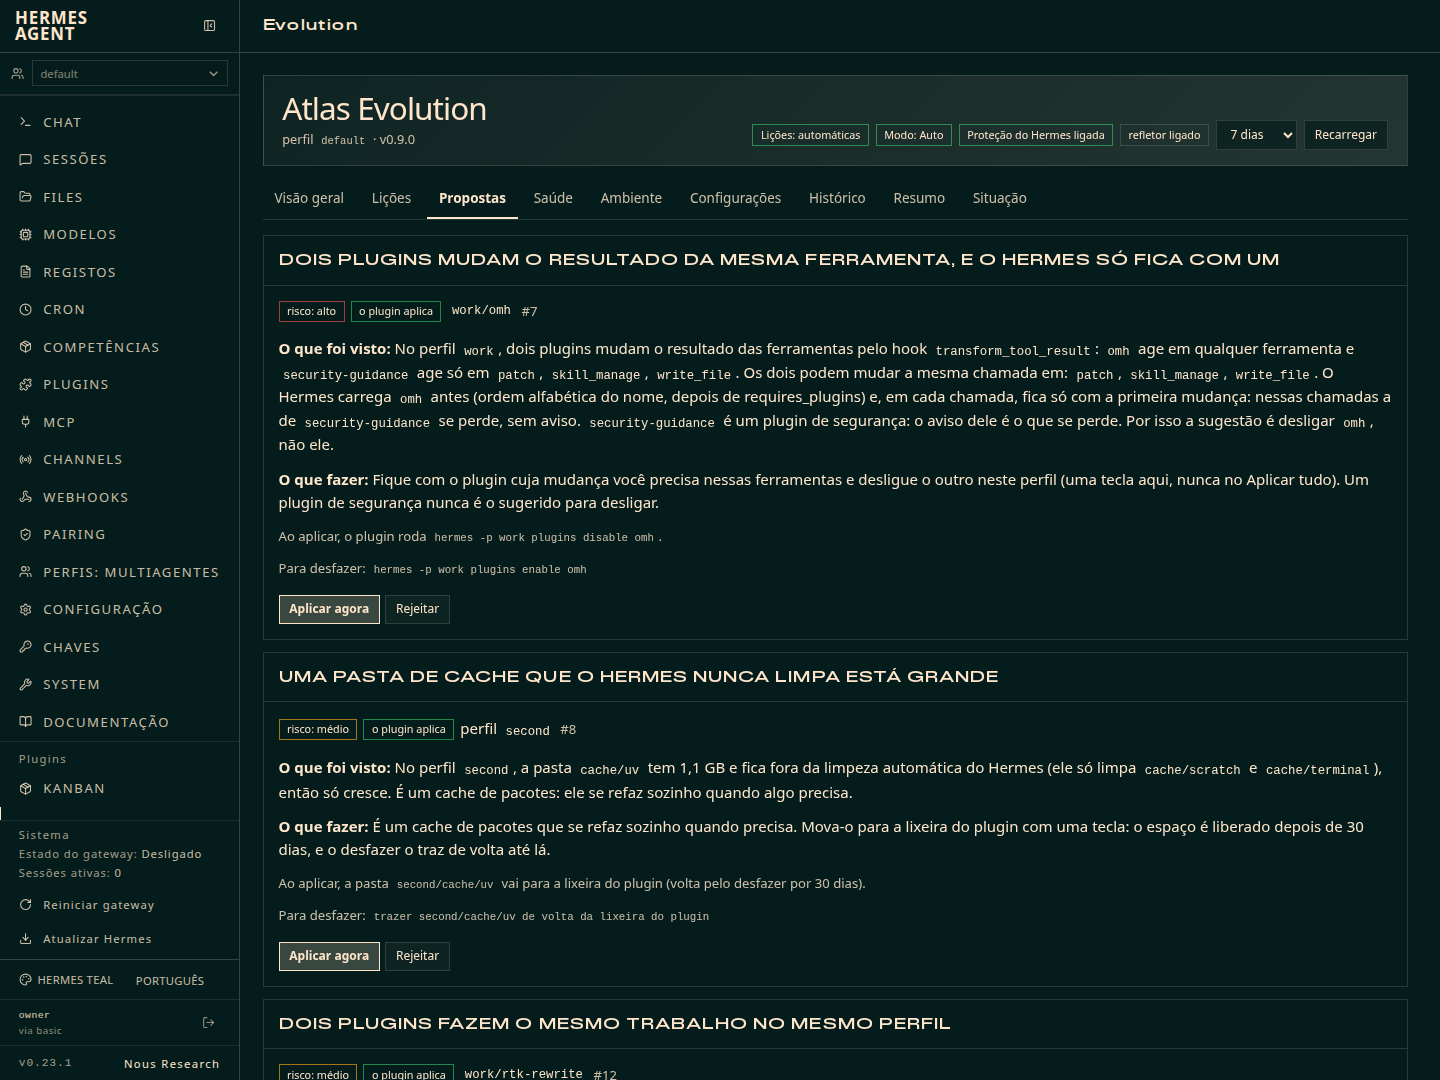 HERMES
AGENT
default
CHAT
SESSÕES
FILES
MODELOS
REGISTOS
CRON
COMPETÊNCIAS
PLUGINS
MCP
CHANNELS
WEBHOOKS
PAIRING
PERFIS: MULTIAGENTES
CONFIGURAÇÃO
CHAVES
SYSTEM
DOCUMENTAÇÃO
Plugins
KANBAN
Sistema
Estado do gateway: Desligado
Sessões ativas: 0
Reiniciar gateway
Atualizar Hermes
HERMES TEAL PORTUGUÊS
owner
via basic
v0.23.1 Nous Research
Evolution
Atlas Evolution
perfil default · v0.9.0
Lições: automáticas Modo: Auto Proteção do Hermes ligada refletor ligado 7 dias Recarregar
Visão geral Lições Propostas Saúde Ambiente Configurações Histórico Resumo Situação
DOIS PLUGINS MUDAM O RESULTADO DA MESMA FERRAMENTA, E O HERMES SÓ FICA COM UM
risco: alto o plugin aplica work/omh #7
O que foi visto: No perfil work, dois plugins mudam o resultado das ferramentas pelo hook transform_tool_result: omh age em qualquer ferramenta e
security-guidance age só em patch, skill_manage, write_file. Os dois podem mudar a mesma chamada em: patch, skill_manage, write_file. O
Hermes carrega omh antes (ordem alfabética do nome, depois de requires_plugins) e, em cada chamada, fica só com a primeira mudança: nessas chamadas a
de security-guidance se perde, sem aviso. security-guidance é um plugin de segurança: o aviso dele é o que se perde. Por isso a sugestão é desligar omh,
não ele.
O que fazer: Fique com o plugin cuja mudança você precisa nessas ferramentas e desligue o outro neste perfil (uma tecla aqui, nunca no Aplicar tudo). Um
plugin de segurança nunca é o sugerido para desligar.
Ao aplicar, o plugin roda hermes -p work plugins disable omh.
Para desfazer: hermes -p work plugins enable omh
Aplicar agora Rejeitar
UMA PASTA DE CACHE QUE O HERMES NUNCA LIMPA ESTÁ GRANDE
risco: médio o plugin aplica perfil second #8
O que foi visto: No perfil second, a pasta cache/uv tem 1,1 GB e fica fora da limpeza automática do Hermes (ele só limpa cache/scratch e cache/terminal),
então só cresce. É um cache de pacotes: ele se refaz sozinho quando algo precisa.
O que fazer: É um cache de pacotes que se refaz sozinho quando precisa. Mova-o para a lixeira do plugin com uma tecla: o espaço é liberado depois de 30
dias, e o desfazer o traz de volta até lá.
Ao aplicar, a pasta second/cache/uv vai para a lixeira do plugin (volta pelo desfazer por 30 dias).
Para desfazer: trazer second/cache/uv de volta da lixeira do plugin
Aplicar agora Rejeitar
DOIS PLUGINS FAZEM O MESMO TRABALHO NO MESMO PERFIL
risco: médio o plugin aplica work/rtk-rewrite #12